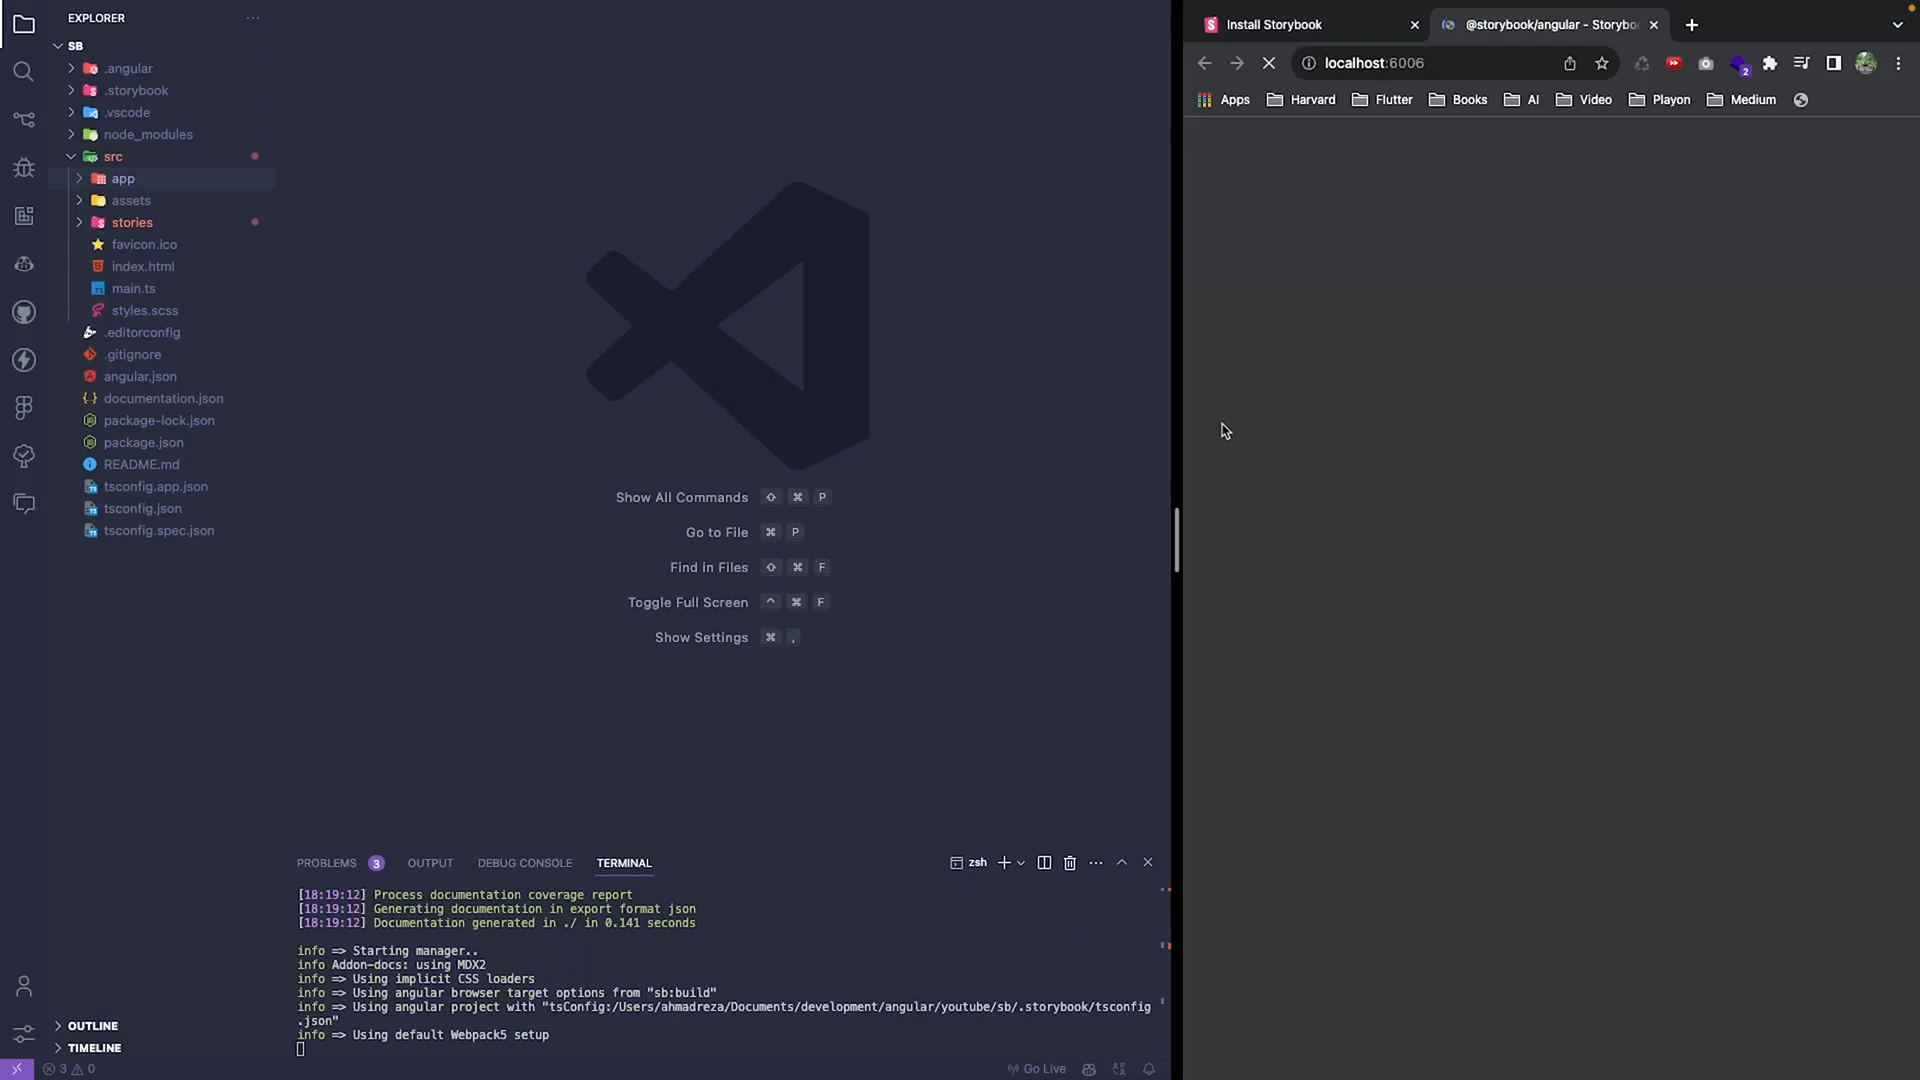 EXPLORER
SB
.angular
.storybook
.vscode
node_modules
src
app
assets
stories
favicon.ico
index.html
main.ts
styles.scss
.editorconfig
.gitignore
angular.json
documentation.json
package-lock.json
package.json
README.md
tsconfig.app.json
tsconfig.json
tsconfig.spec.json
OUTLINE
TIMELINE
3 0
Show All Commands ⇧ ⌘ P
Go to File ⌘ P
Find in Files ⇧ ⌘ F
Toggle Full Screen ^ ⌘ F
Show Settings ⌘ ,
PROBLEMS 3 OUTPUT DEBUG CONSOLE TERMINAL zsh
[18:19:12] Process documentation coverage report
[18:19:12] Generating documentation in export format json
[18:19:12] Documentation generated in ./ in 0.141 seconds
info => Starting manager..
info Addon-docs: using MDX2
info => Using implicit CSS loaders
info => Using angular browser target options from "sb:build"
info => Using angular project with "tsConfig:/Users/ahmadreza/Documents/development/angular/youtube/sb/.storybook/tsconfig
.json"
info => Using default Webpack5 setup
Go Live
Install Storybook @storybook/angular - Storybo
localhost:6006
2
Apps Harvard Flutter Books AI Video Playon Medium